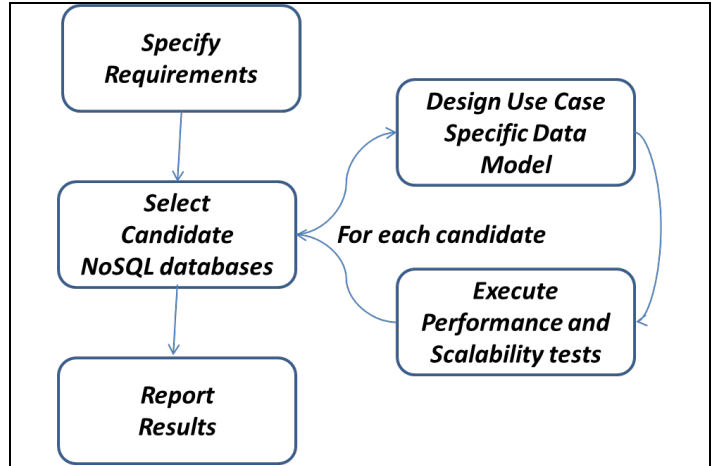 Specify
Requirements
Design Use Case
Specific Data
Model
Select
Candidate
NoSQL databases
For each candidate
Execute
Performance and
Scalability tests
Report
Results